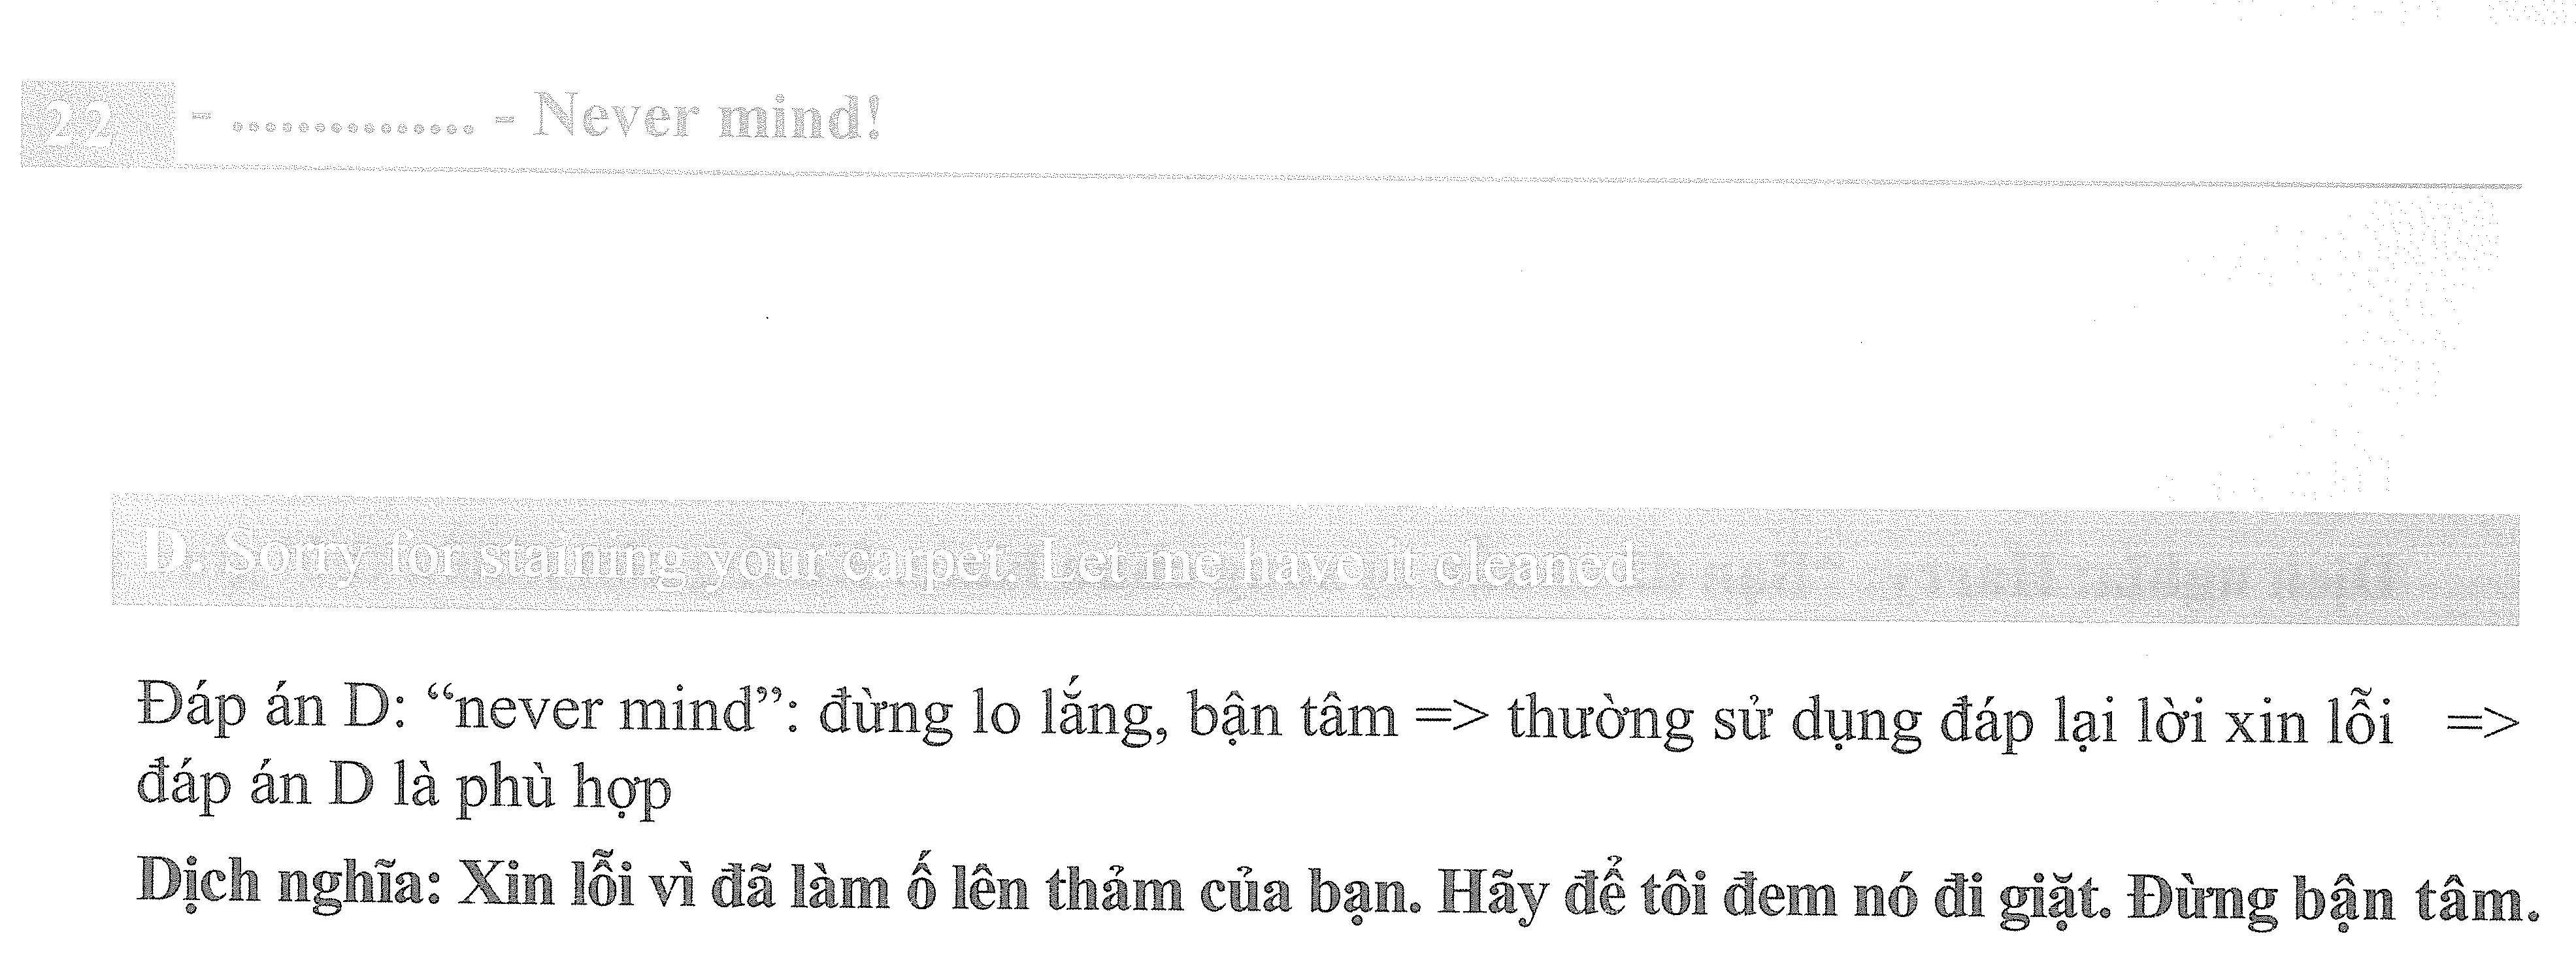 22 - ............... - Never mind!
D. Sorry for staining your carpet. Let me have it cleaned
Đáp án D: “never mind”: đừng lo lắng, bận tâm => thường sử dụng đáp lại lời xin lỗi =>
đáp án D là phù hợp
Dịch nghĩa: Xin lỗi vì đã làm ố lên thảm của bạn. Hãy để tôi đem nó đi giặt. Đừng bận tâm.